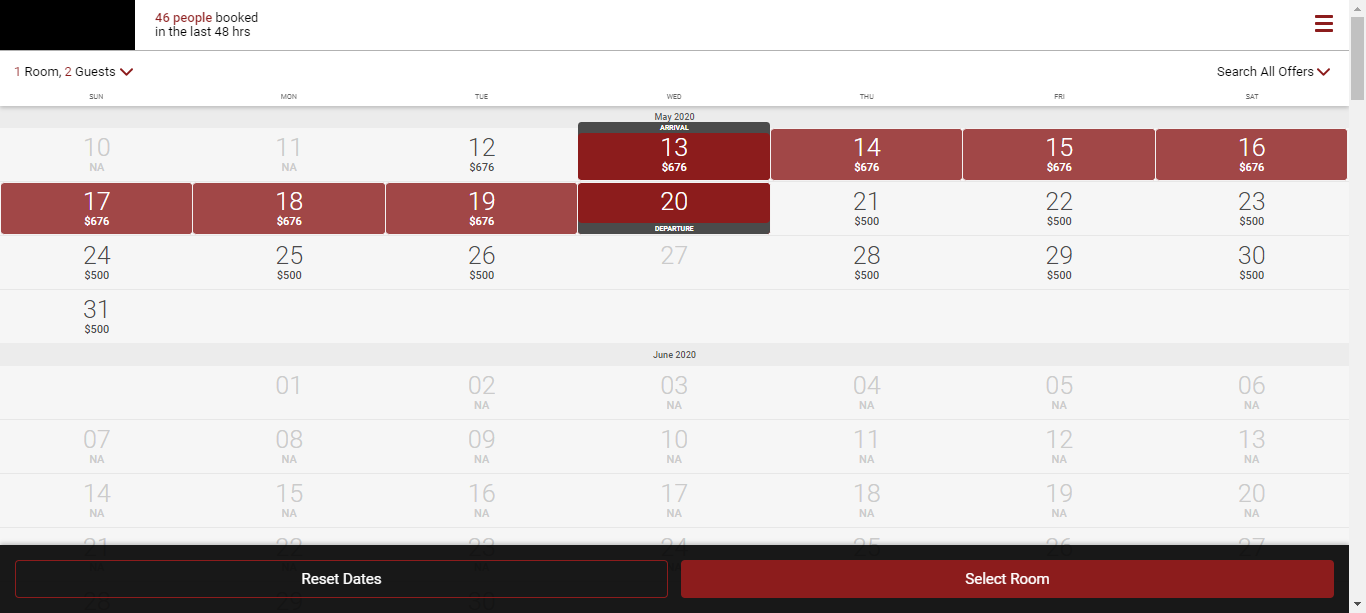 46 people booked
in the last 48 hrs
1 Room, 2 Guests
Search All Offers
SUN MON TUE WED THU FRI SAT
May 2020
ARRIVAL
10 11 12 13 14 15 16
NA NA $676 $676 $676 $676 $676
17 18 19 20 21 22 23
$676 $676 $676 $500 $500 $500
DEPARTURE
24 25 26 27 28 29 30
$500 $500 $500 $500 $500 $500
31
$500
June 2020
01 02 03 04 05 06
NA NA NA NA NA
07 08 09 10 11 12 13
NA NA NA NA NA NA NA
14 15 16 17 18 19 20
NA NA NA NA NA NA NA
21 22 23 24 25 26 27
Reset Dates
Select Room
28 29 30